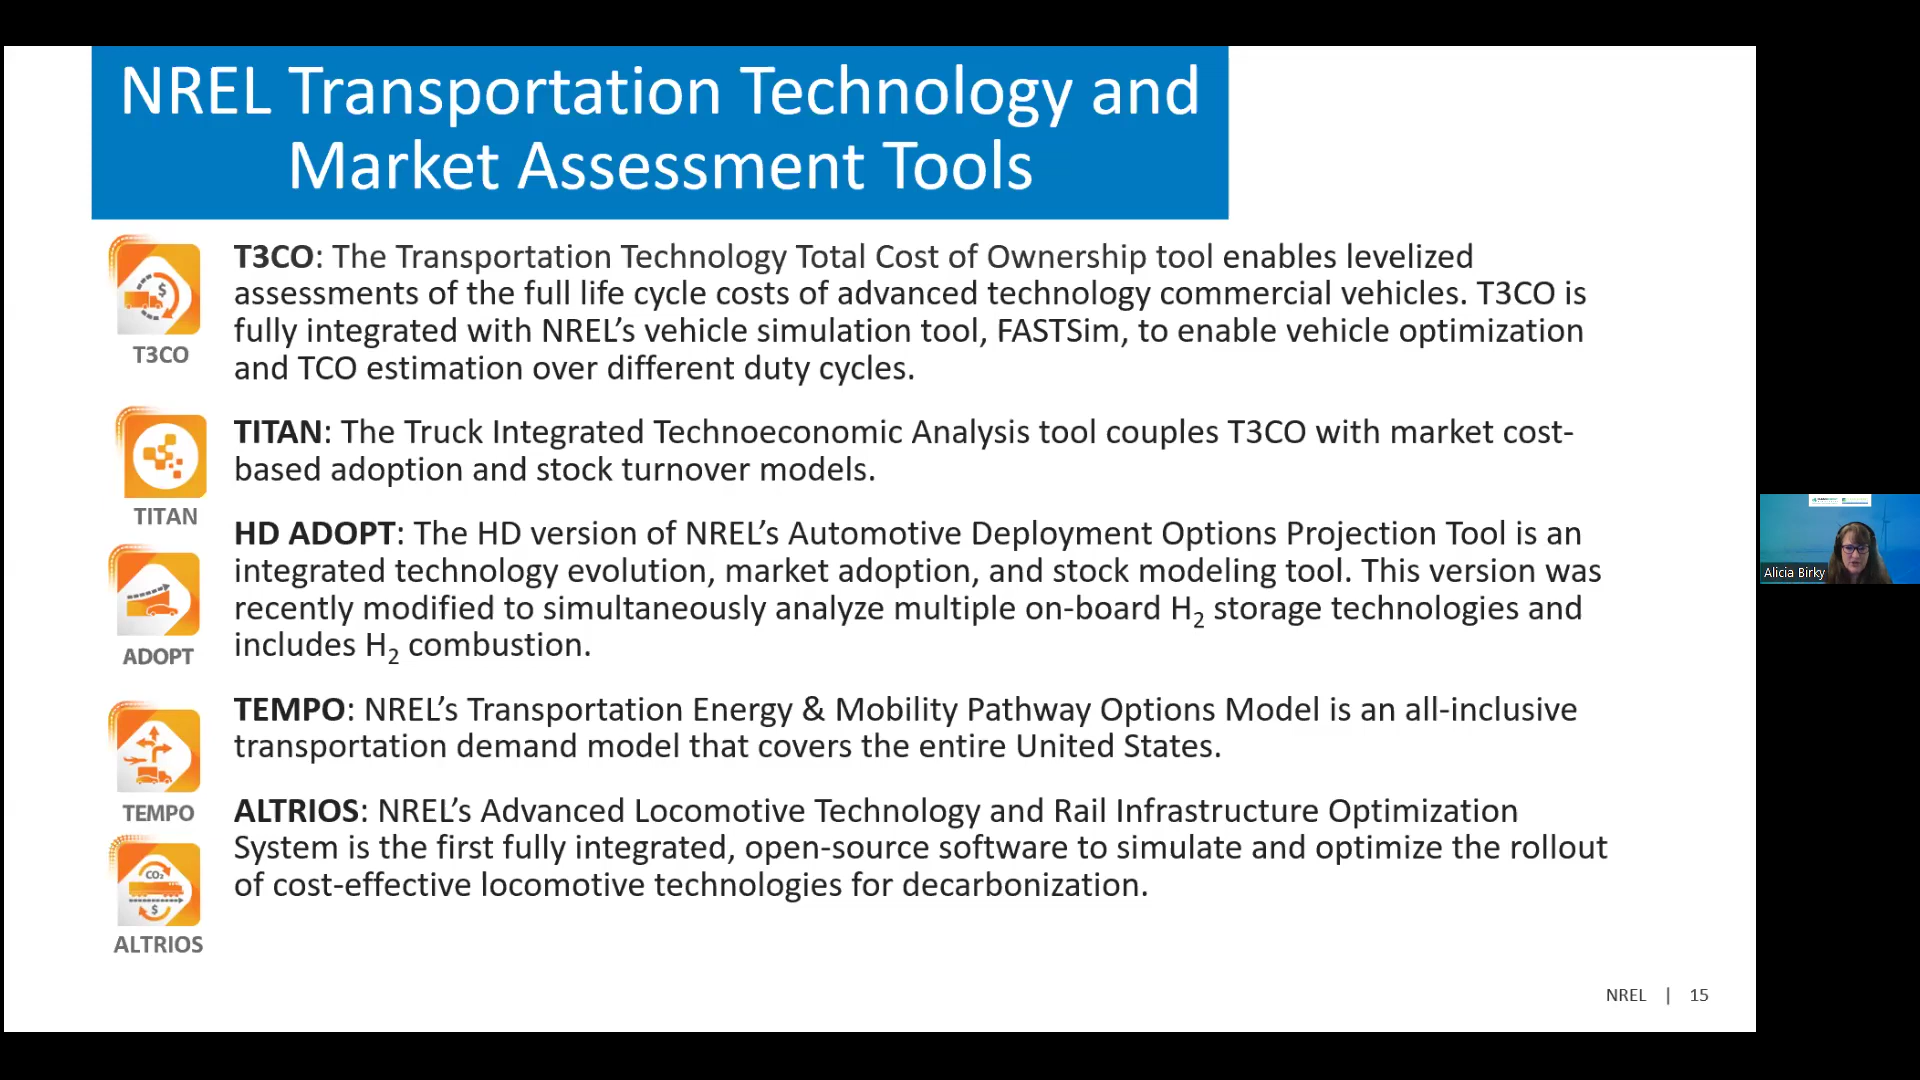 NREL Transportation Technology and
Market Assessment Tools
T3CO: The Transportation Technology Total Cost of Ownership tool enables levelized
assessments of the full life cycle costs of advanced technology commercial vehicles. T3CO is
fully integrated with NREL's vehicle simulation tool, FASTSim, to enable vehicle optimization
and TCO estimation over different duty cycles.
$
T3CO
TITAN: The Truck Integrated Technoeconomic Analysis tool couples T3CO with market cost-
based adoption and stock turnover models.
TITAN
HD ADOPT: The HD version of NREL's Automotive Deployment Options Projection Tool is an
integrated technology evolution, market adoption, and stock modeling tool. This version was
recently modified to simultaneously analyze multiple on-board H₂ storage technologies and
includes H₂ combustion.
ADOPT
TEMPO: NREL's Transportation Energy & Mobility Pathway Options Model is an all-inclusive
transportation demand model that covers the entire United States.
TEMPO
ALTRIOS: NREL's Advanced Locomotive Technology and Rail Infrastructure Optimization
System is the first fully integrated, open-source software to simulate and optimize the rollout
of cost-effective locomotive technologies for decarbonization.
CO₂
$
ALTRIOS
NREL | 15
Alicia Birky